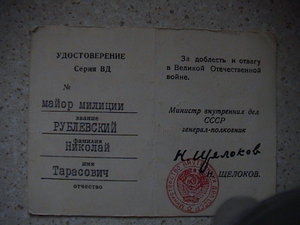 УДОСТОВЕРЕНИЕ
Серия ВД
№
майор милиции
звание
РУБЛЕВСКИЙ
фамилия
Николай
имя
Тарасович
отчество
За доблесть и отвагу
в Великой Отечественной
войне.
Министр внутренних дел
СССР
генерал-полковник
Н. Щелоков
Н. ЩЕЛОКОВ.